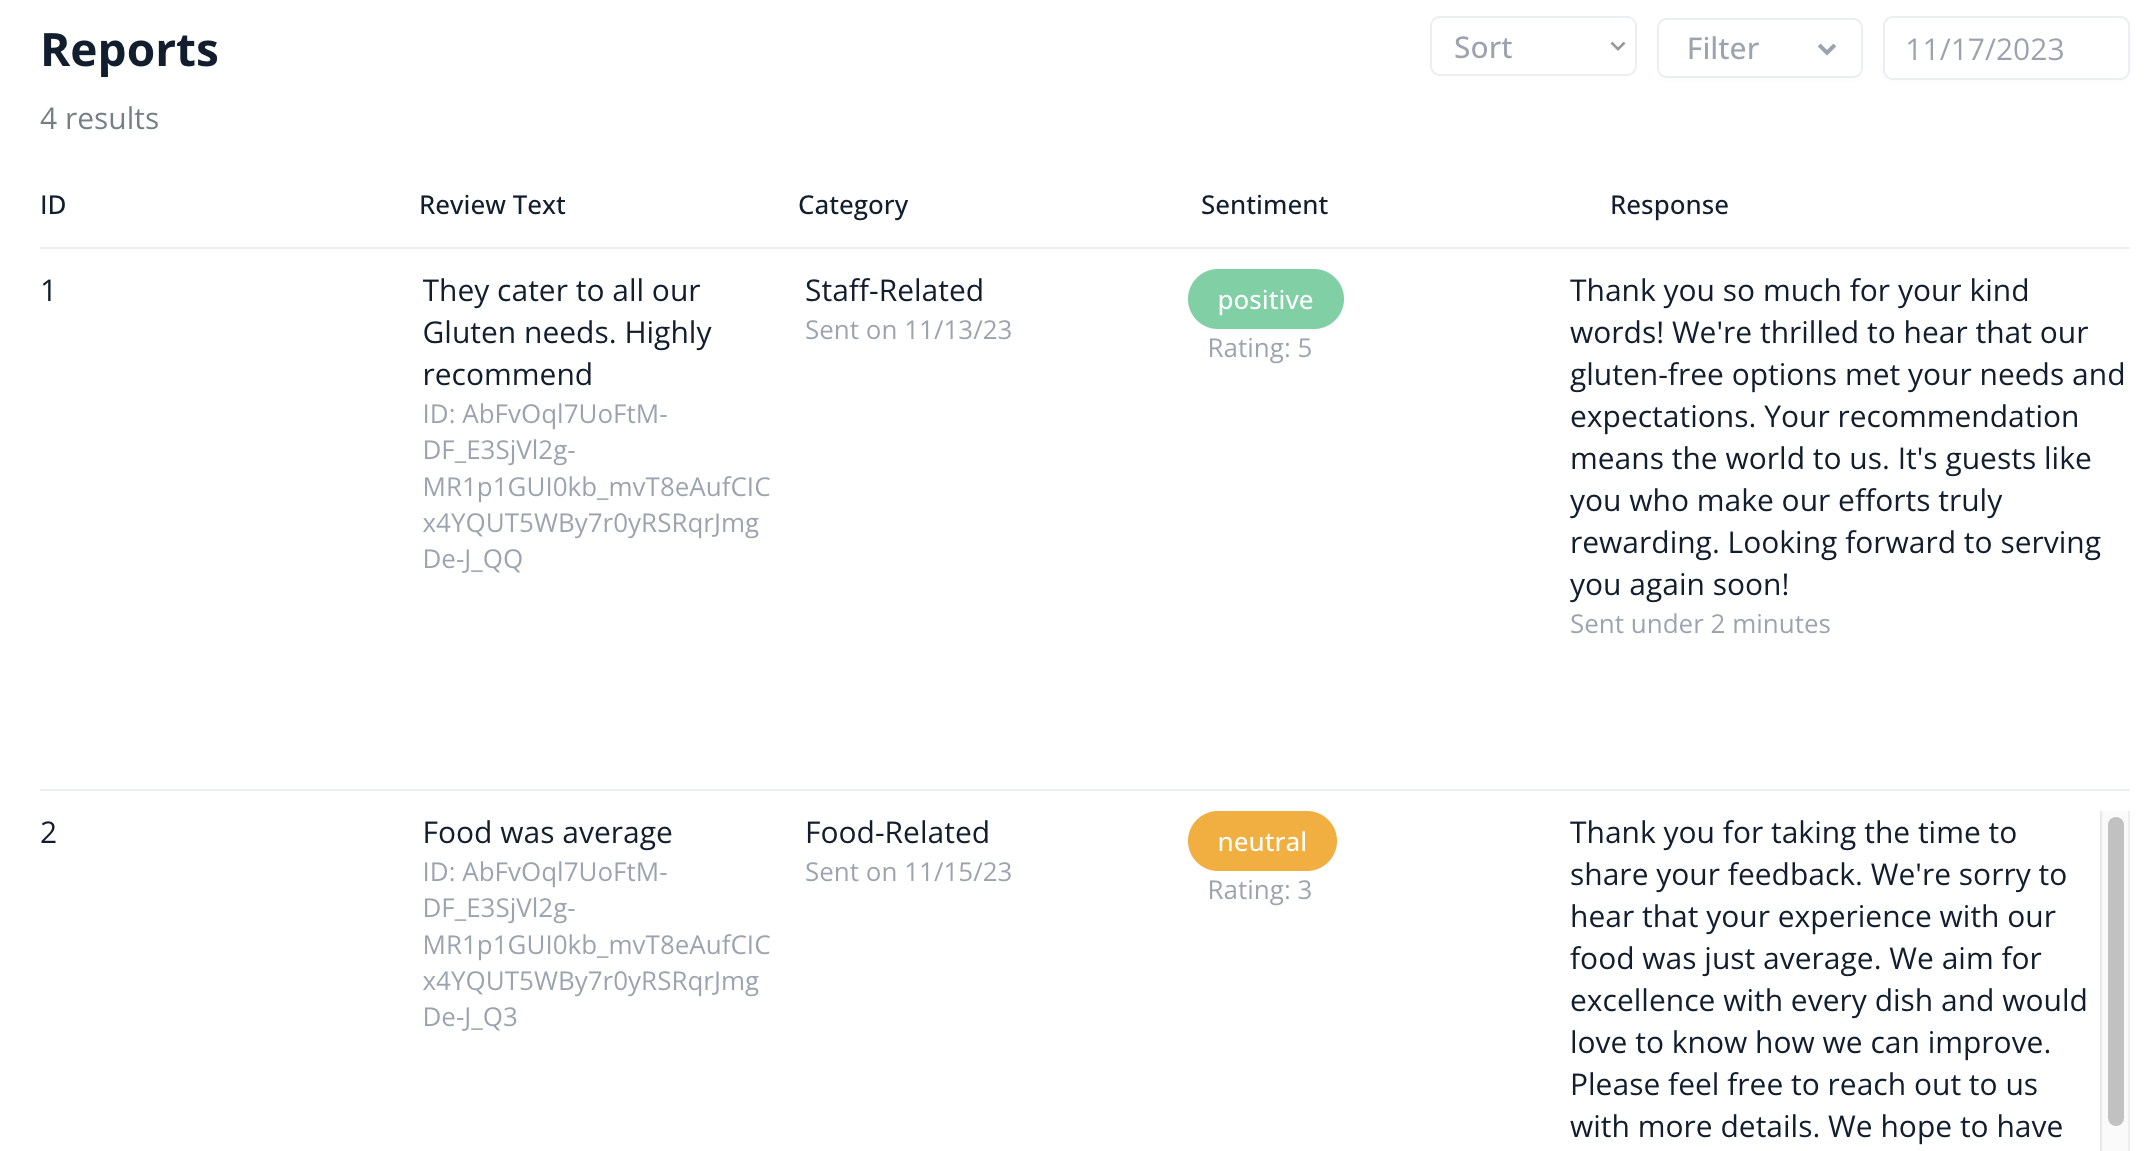 Reports
Sort
Filter
11/17/2023
4 results
ID
Review Text
Category
Sentiment
Response
1
They cater to all our
Gluten needs. Highly
recommend
ID: AbFvOql7UoFtM-
DF_E3SjVl2g-
MR1p1GUI0kb_mvT8eAufCIC
x4YQUT5WBy7r0yRSRqrJmg
De-J_QQ
Staff-Related
Sent on 11/13/23
positive
Rating: 5
Thank you so much for your kind
words! We're thrilled to hear that our
gluten-free options met your needs and
expectations. Your recommendation
means the world to us. It's guests like
you who make our efforts truly
rewarding. Looking forward to serving
you again soon!
Sent under 2 minutes
2
Food was average
ID: AbFvOql7UoFtM-
DF_E3SjVl2g-
MR1p1GUI0kb_mvT8eAufCIC
x4YQUT5WBy7r0yRSRqrJmg
De-J_Q3
Food-Related
Sent on 11/15/23
neutral
Rating: 3
Thank you for taking the time to
share your feedback. We're sorry to
hear that your experience with our
food was just average. We aim for
excellence with every dish and would
love to know how we can improve.
Please feel free to reach out to us
with more details. We hope to have